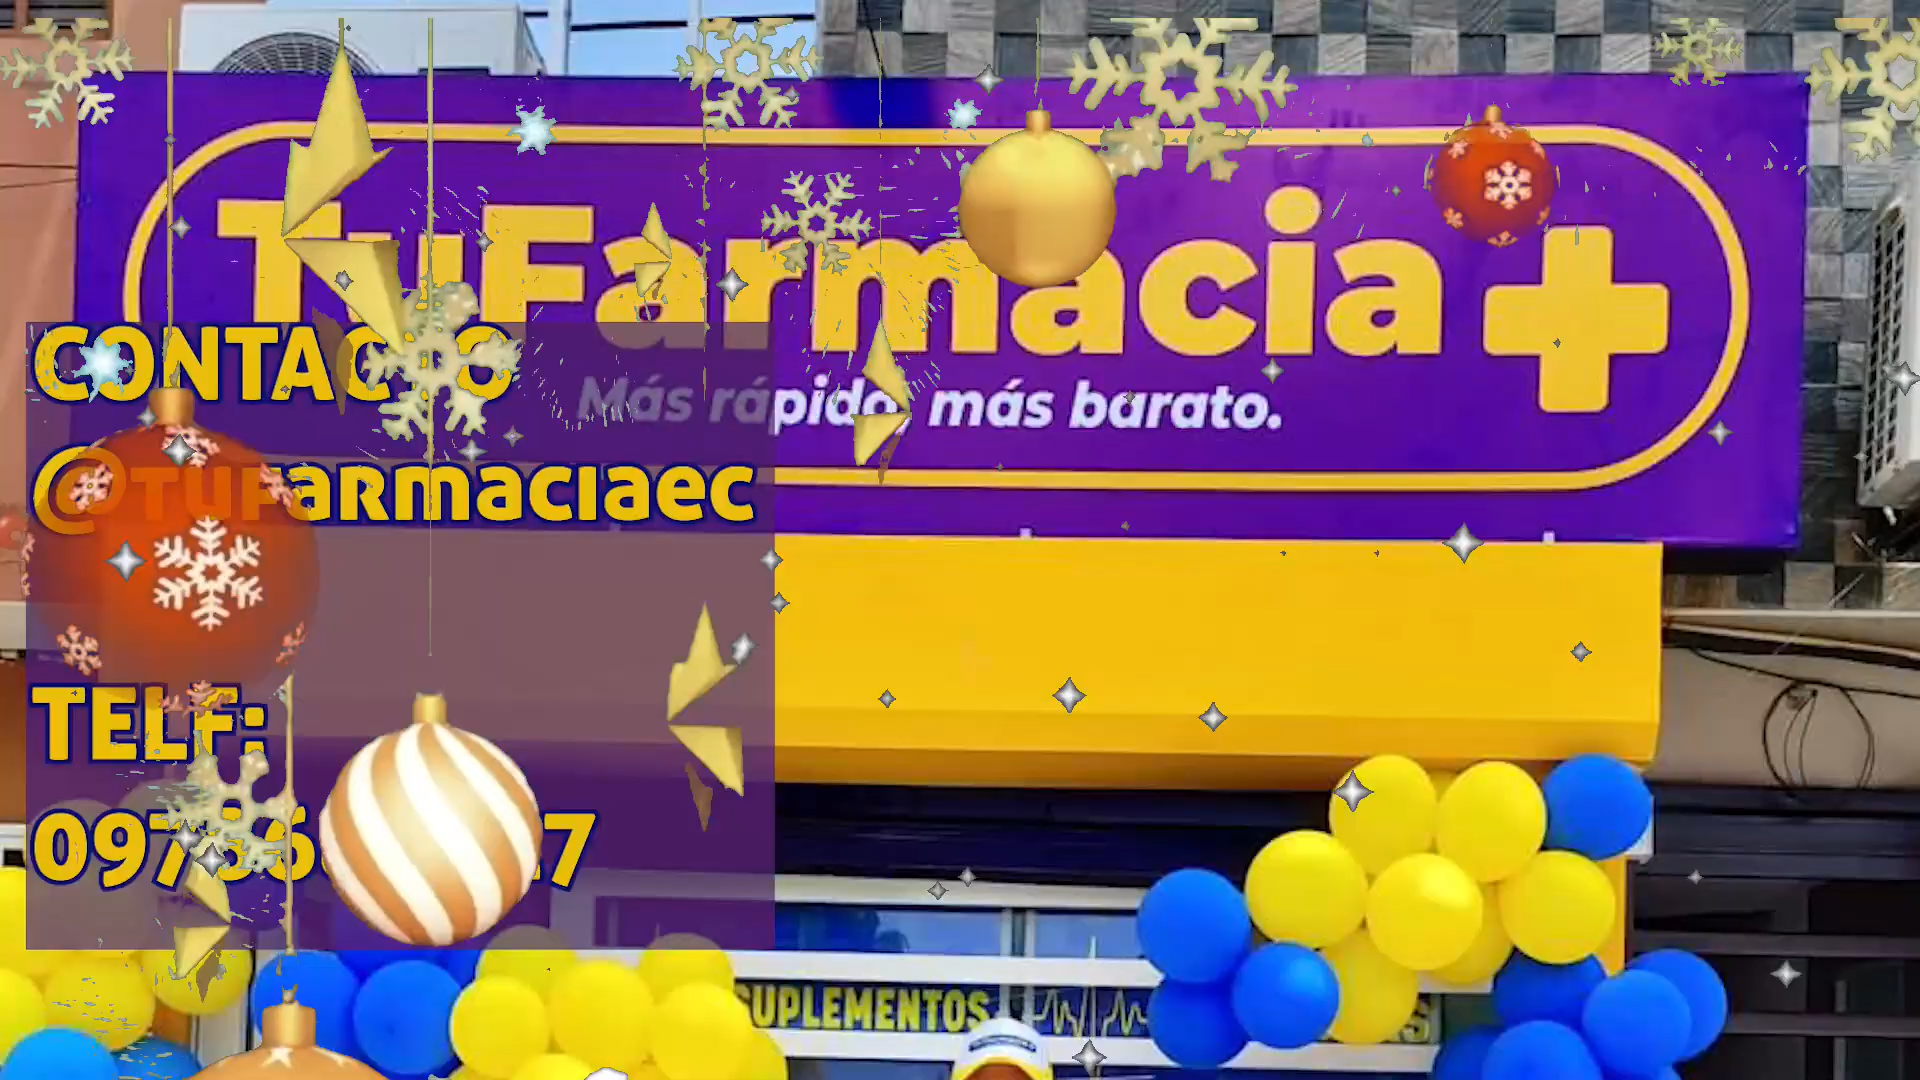 TuFarmacia
Más rápido, más barato.
CONTACTO
@TUFarmaciaec
TELF:
SUPLEMENTOS